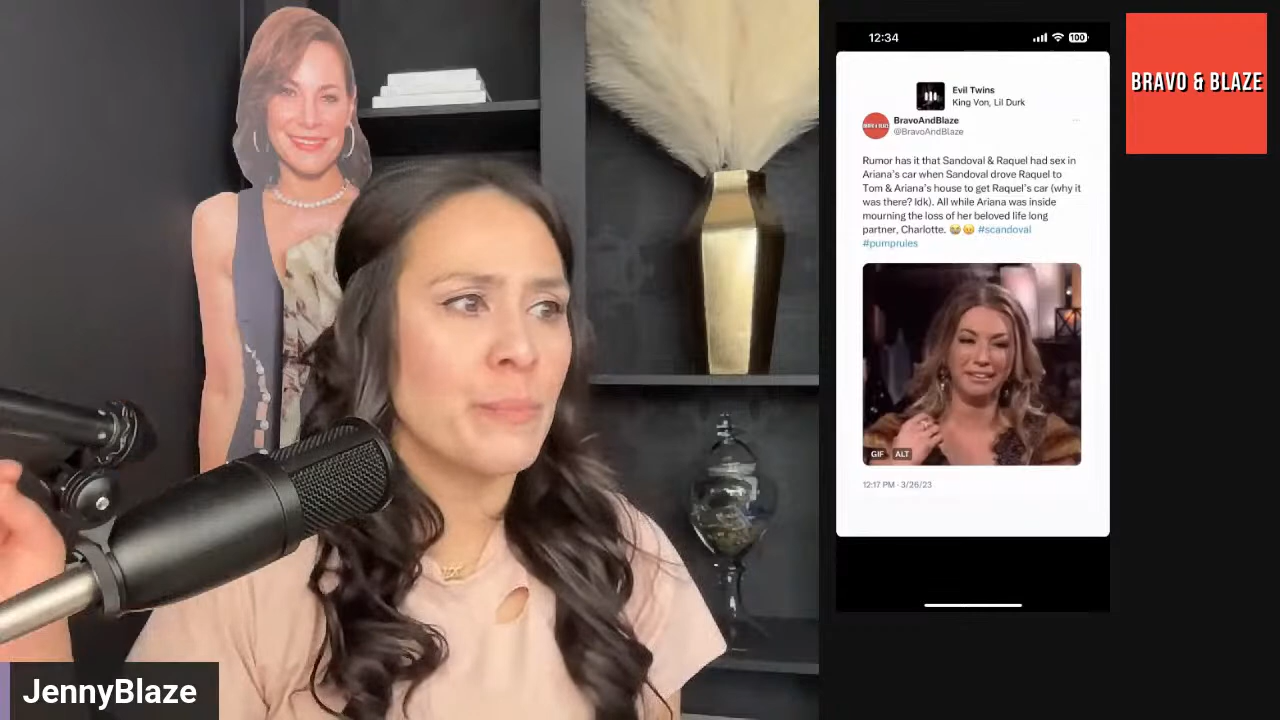 12:34
100
Evil Twins
King Von, Lil Durk
BravoAndBlaze
@BravoAndBlaze
Rumor has it that Sandoval & Raquel had sex in
Ariana's car when Sandoval drove Raquel to
Tom & Ariana's house to get Raquel's car (why it
was there? Idk). All while Ariana was inside
mourning the loss of her beloved life long
partner, Charlotte. 😭😠 #scandoval
#pumprules
GIF ALT
12:17 PM · 3/26/23
BRAVO & BLAZE
JennyBlaze